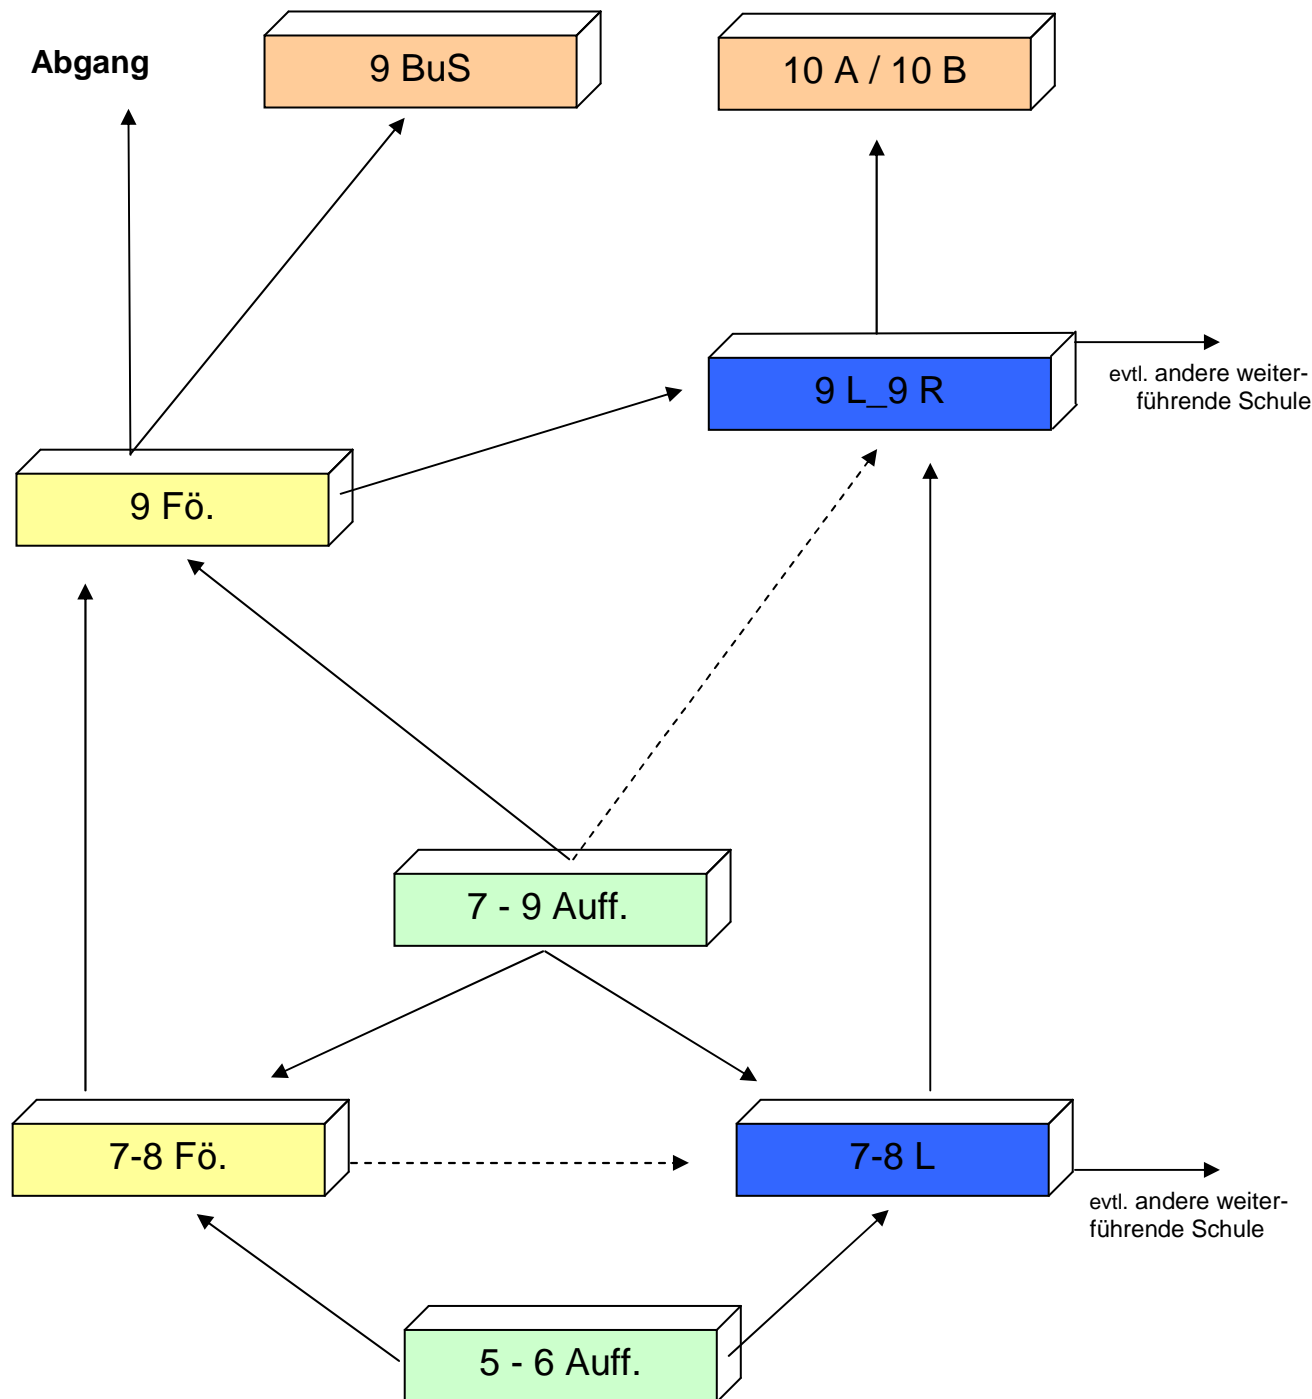 Abgang
9 BuS
10 A / 10 B
9 L_9 R
evtl. andere weiter-
führende Schule
9 Fö.
7 - 9 Auff.
7-8 Fö.
7-8 L
evtl. andere weiter-
führende Schule
5 - 6 Auff.